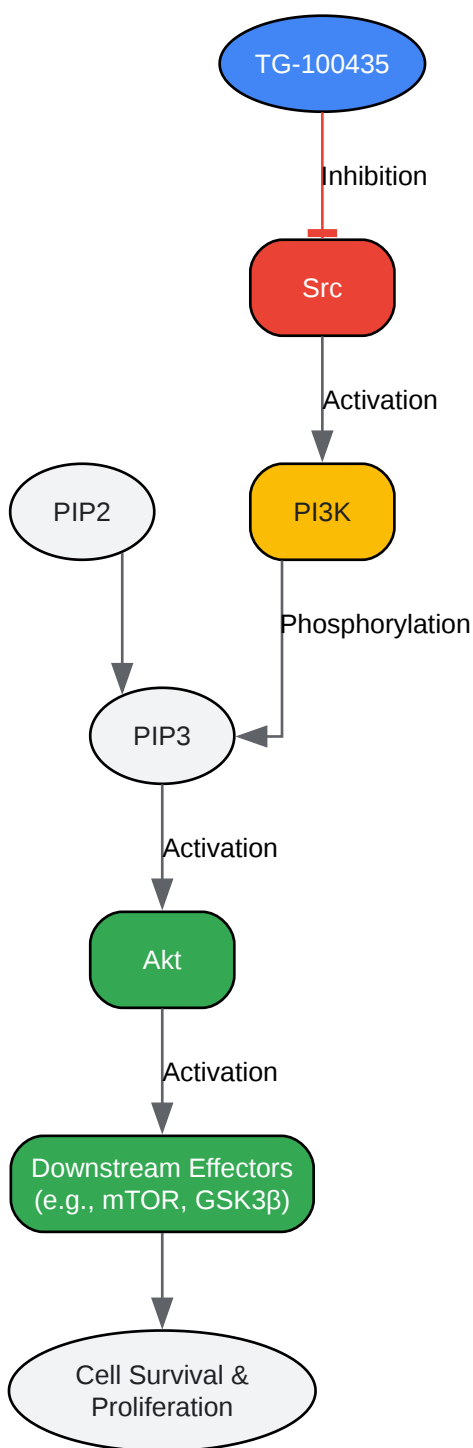 TG-100435
Inhibition
Src
Activation
PIP2
PI3K
Phosphorylation
PIP3
Activation
Akt
Activation
Downstream Effectors
(e.g., mTOR, GSK3β)
Cell Survival &
Proliferation